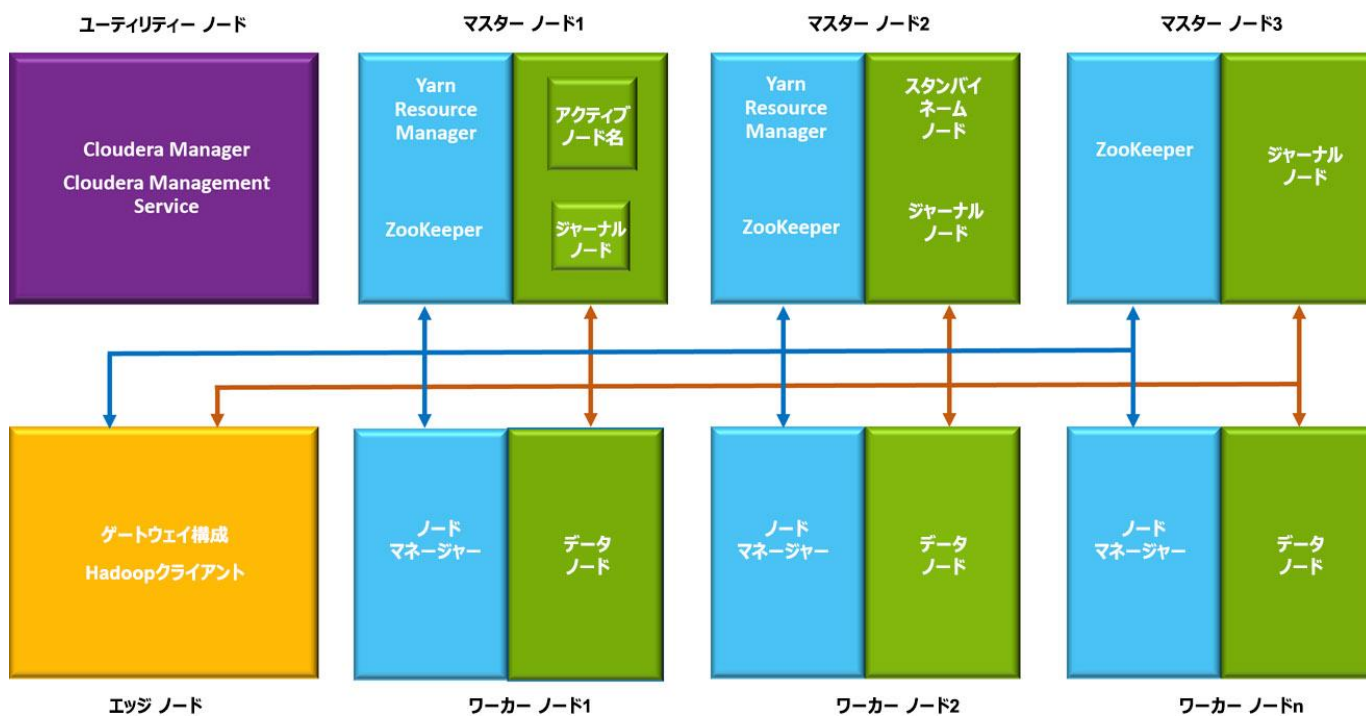 ユーティリティー ノード
マスター ノード1
マスター ノード2
マスター ノード3
Cloudera Manager
Cloudera Management
Service
Yarn
Resource
Manager
ZooKeeper
アクティブ
ノード名
ジャーナル
ノード
Yarn
Resource
Manager
ZooKeeper
スタンバイ
ネーム
ノード
ジャーナル
ノード
ZooKeeper
ジャーナル
ノード
ゲートウェイ構成
Hadoopクライアント
ノード
マネージャー
データ
ノード
ノード
マネージャー
データ
ノード
ノード
マネージャー
データ
ノード
エッジ ノード
ワーカー ノード1
ワーカー ノード2
ワーカー ノードn